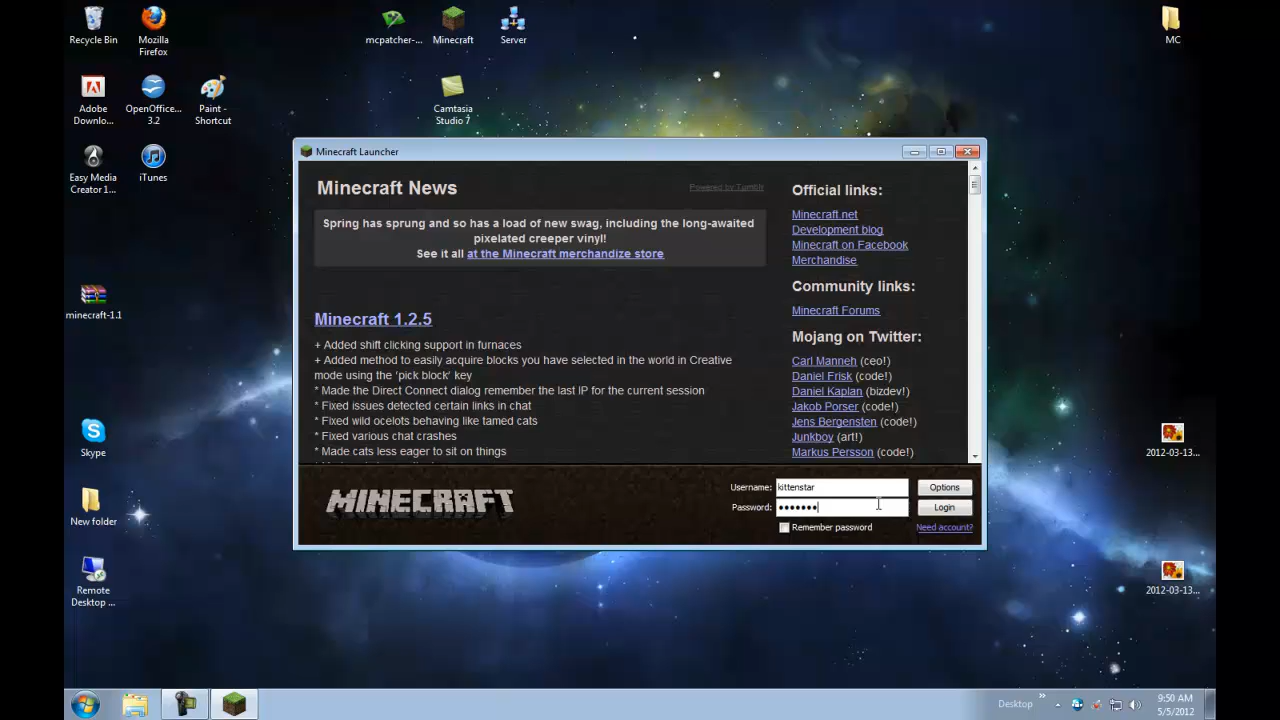 Recycle Bin
Mozilla
Firefox
mcpatcher-...
Minecraft
Server
MC
Adobe
Downlo...
OpenOffice...
3.2
Paint -
Shortcut
Camtasia
Studio 7
Easy Media
Creator 1...
iTunes
minecraft-1.1
Skype
New folder
Remote
Desktop ...
2012-03-13...
2012-03-13...
Minecraft Launcher
Minecraft News
Powered by Tumblr
Spring has sprung and so has a load of new swag, including the long-awaited
pixelated creeper vinyl!
See it all at the Minecraft merchandize store
Minecraft 1.2.5
+ Added shift clicking support in furnaces
+ Added method to easily acquire blocks you have selected in the world in Creative
mode using the 'pick block' key
* Made the Direct Connect dialog remember the last IP for the current session
* Fixed issues detected certain links in chat
* Fixed wild ocelots behaving like tamed cats
* Fixed various chat crashes
* Made cats less eager to sit on things
Official links:
Minecraft.net
Development blog
Minecraft on Facebook
Merchandise
Community links:
Minecraft Forums
Mojang on Twitter:
Carl Manneh (ceo!)
Daniel Frisk (code!)
Daniel Kaplan (bizdev!)
Jakob Porser (code!)
Jens Bergensten (code!)
Junkboy (art!)
Markus Persson (code!)
MINECRAFT
Username: kittenstar
Options
Password: •••••••
Login
Remember password
Need account?
Desktop
9:50 AM
5/5/2012